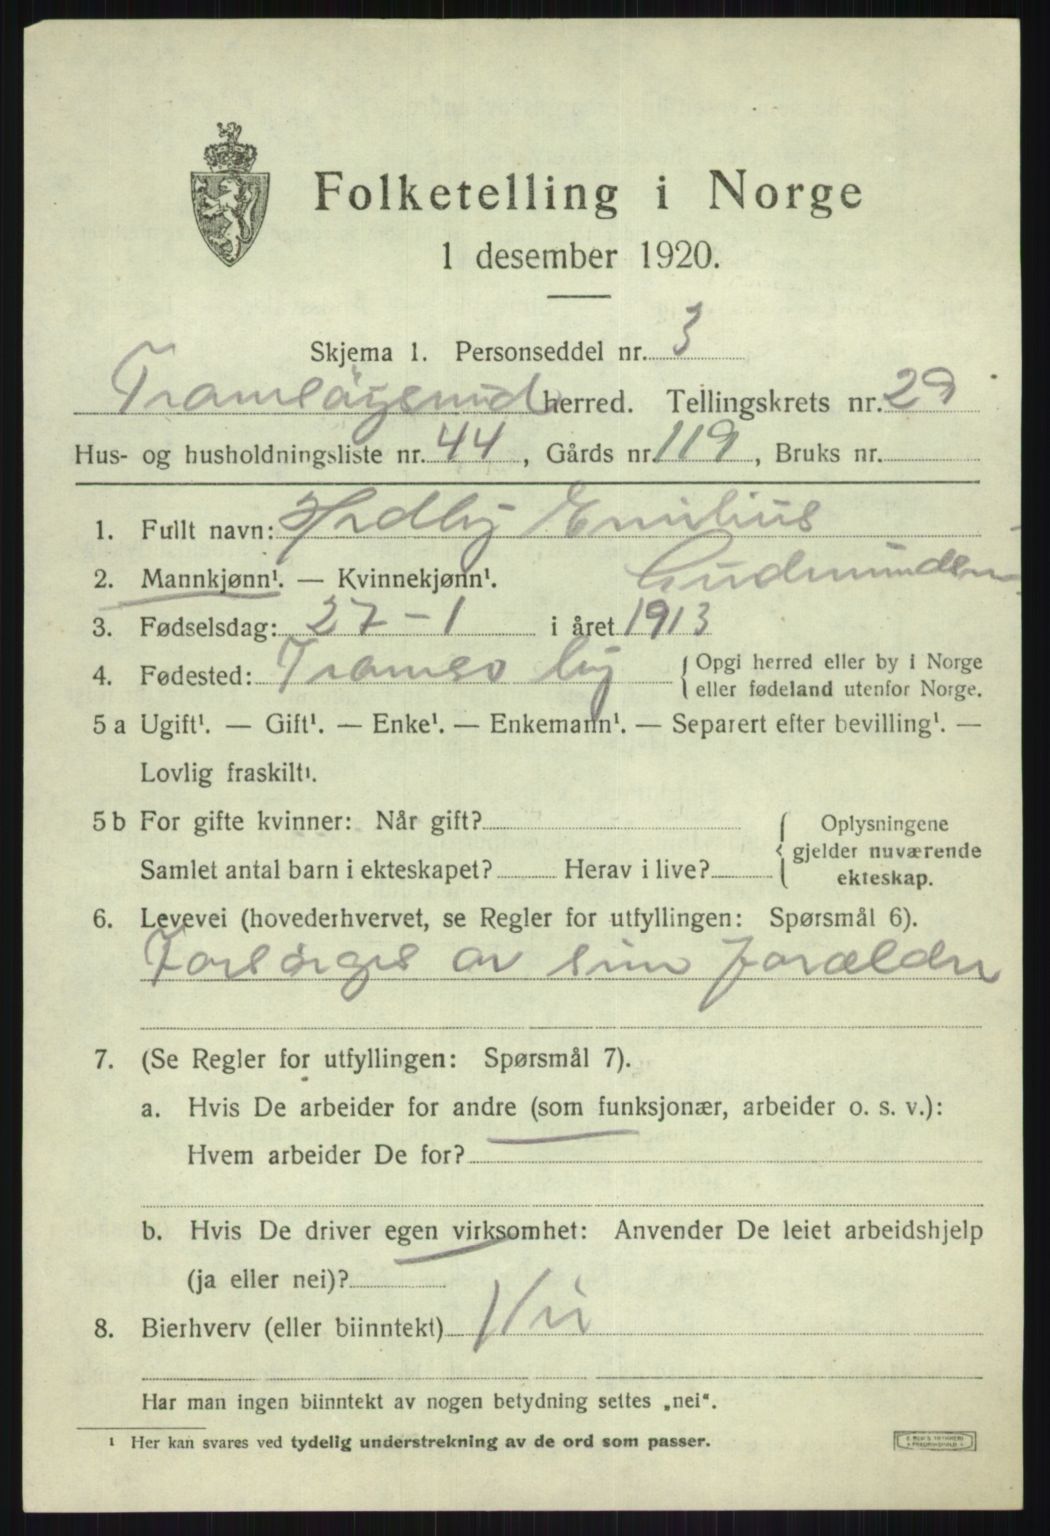 Folketelling i Norge
1 desember 1920.
Skjema 1. Personseddel nr. 3
Tromsøysund herred. Tellingskrets nr. 29
Hus- og husholdningsliste nr. 44, Gårds nr. 119, Bruks nr.
1. Fullt navn: Hedly Emilius
Gudmundsen
2. Mannkjønn¹. — Kvinnekjønn¹.
3. Fødselsdag: 27-1 i året 1913
4. Fødested: Tromsø by { Opgi herred eller by i Norge
eller fødeland utenfor Norge.
5 a Ugift¹. — Gift¹. — Enke¹. — Enkemann¹. — Separert efter bevilling¹. —
Lovlig fraskilt¹.
5 b For gifte kvinner: Når gift? { Oplysningene
gjelder nuværende
ekteskap.
Samlet antal barn i ekteskapet? Herav i live?
6. Levevei (hovederhvervet, se Regler for utfyllingen: Spørsmål 6).
Forsørges av sine forældre
7. (Se Regler for utfyllingen: Spørsmål 7).
a. Hvis De arbeider for andre (som funksjonær, arbeider o. s. v.):
Hvem arbeider De for?
b. Hvis De driver egen virksomhet: Anvender De leiet arbeidshjelp
(ja eller nei)?
8. Bierhverv (eller biinntekt) Nei
Har man ingen biinntekt av nogen betydning settes „nei".
¹ Her kan svares ved tydelig understrekning av de ord som passer.